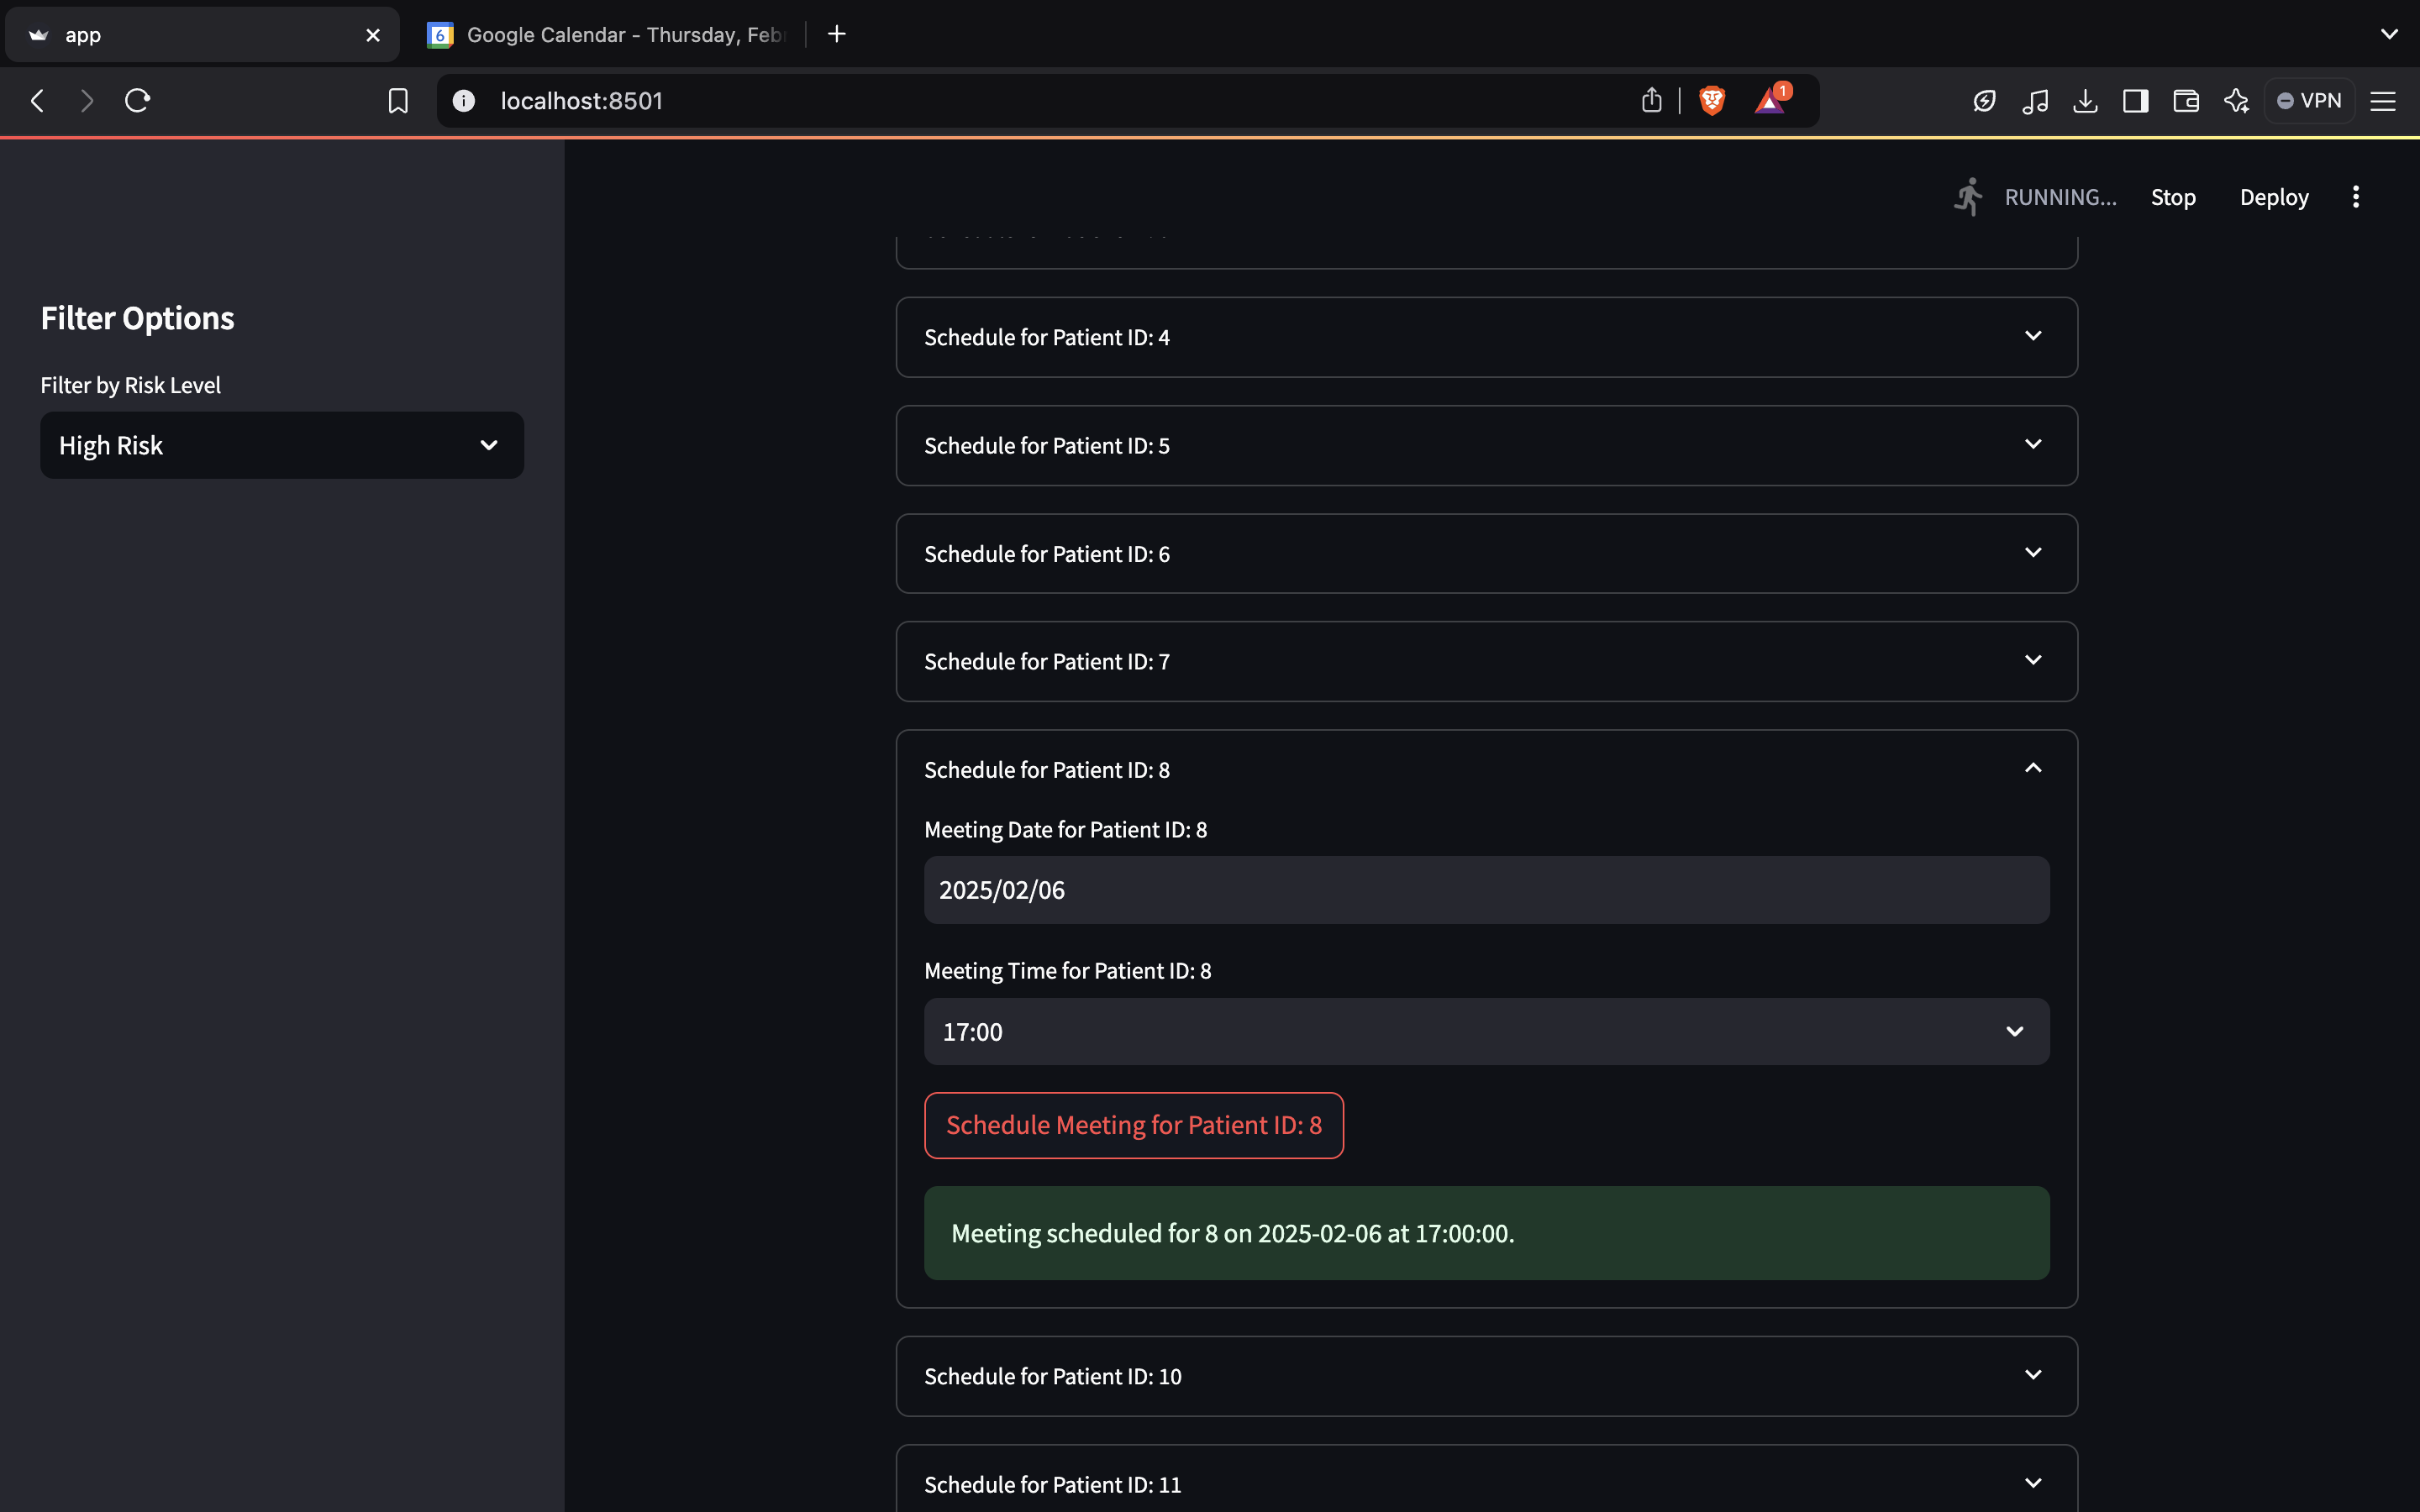 app
6
Google Calendar - Thursday, Feb
localhost:8501
1
VPN
RUNNING...
Stop
Deploy
Filter Options
Filter by Risk Level
High Risk
Schedule for Patient ID: 4
Schedule for Patient ID: 5
Schedule for Patient ID: 6
Schedule for Patient ID: 7
Schedule for Patient ID: 8
Meeting Date for Patient ID: 8
2025/02/06
Meeting Time for Patient ID: 8
17:00
Schedule Meeting for Patient ID: 8
Meeting scheduled for 8 on 2025-02-06 at 17:00:00.
Schedule for Patient ID: 10
Schedule for Patient ID: 11